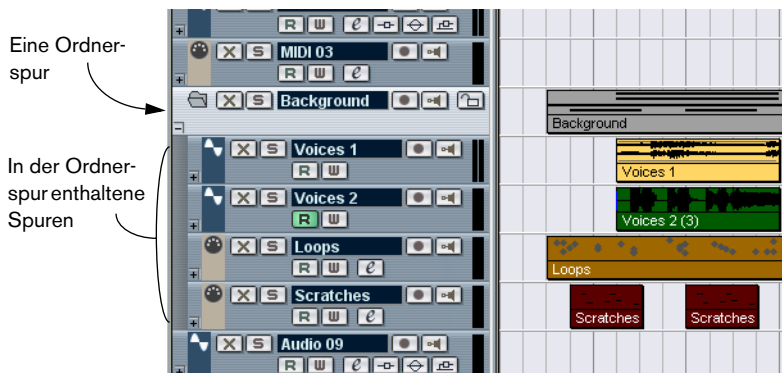 R W e
X S MIDI 03
R W e
Eine Ordner-
spur
X S Background
Background
In der Ordner-
spur enthaltene
Spuren
X S Voices 1
R W
Voices 1
X S Voices 2
R W
Voices 2 (3)
X S Loops
R W e
Loops
X S Scratches
R W e
Scratches Scratches
X S Audio 09
R W e